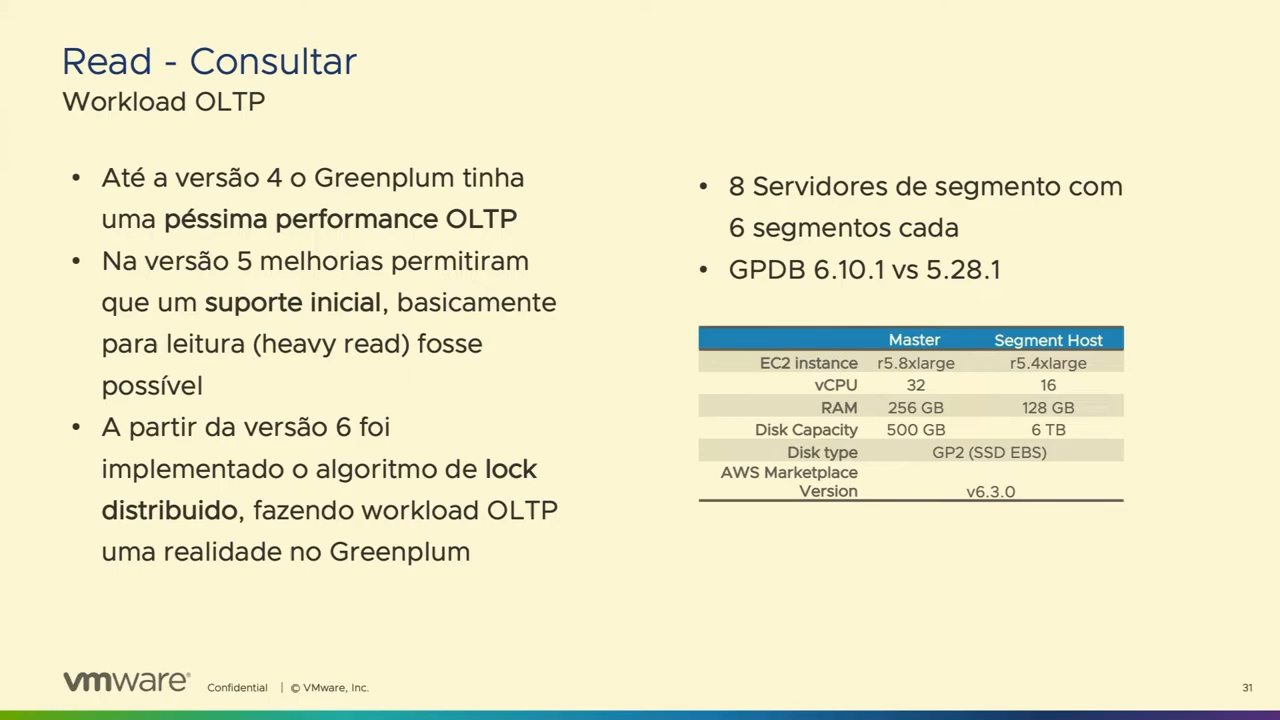 Read - Consultar
Workload OLTP
• Até a versão 4 o Greenplum tinha
uma péssima performance OLTP
• Na versão 5 melhorias permitiram
que um suporte inicial, basicamente
para leitura (heavy read) fosse
possível
• A partir da versão 6 foi
implementado o algoritmo de lock
distribuido, fazendo workload OLTP
uma realidade no Greenplum
• 8 Servidores de segmento com
6 segmentos cada
• GPDB 6.10.1 vs 5.28.1
Master Segment Host
EC2 instance r5.8xlarge r5.4xlarge
vCPU 32 16
RAM 256 GB 128 GB
Disk Capacity 500 GB 6 TB
Disk type GP2 (SSD EBS)
AWS Marketplace
Version v6.3.0
vmware® Confidential | © VMware, Inc. 31